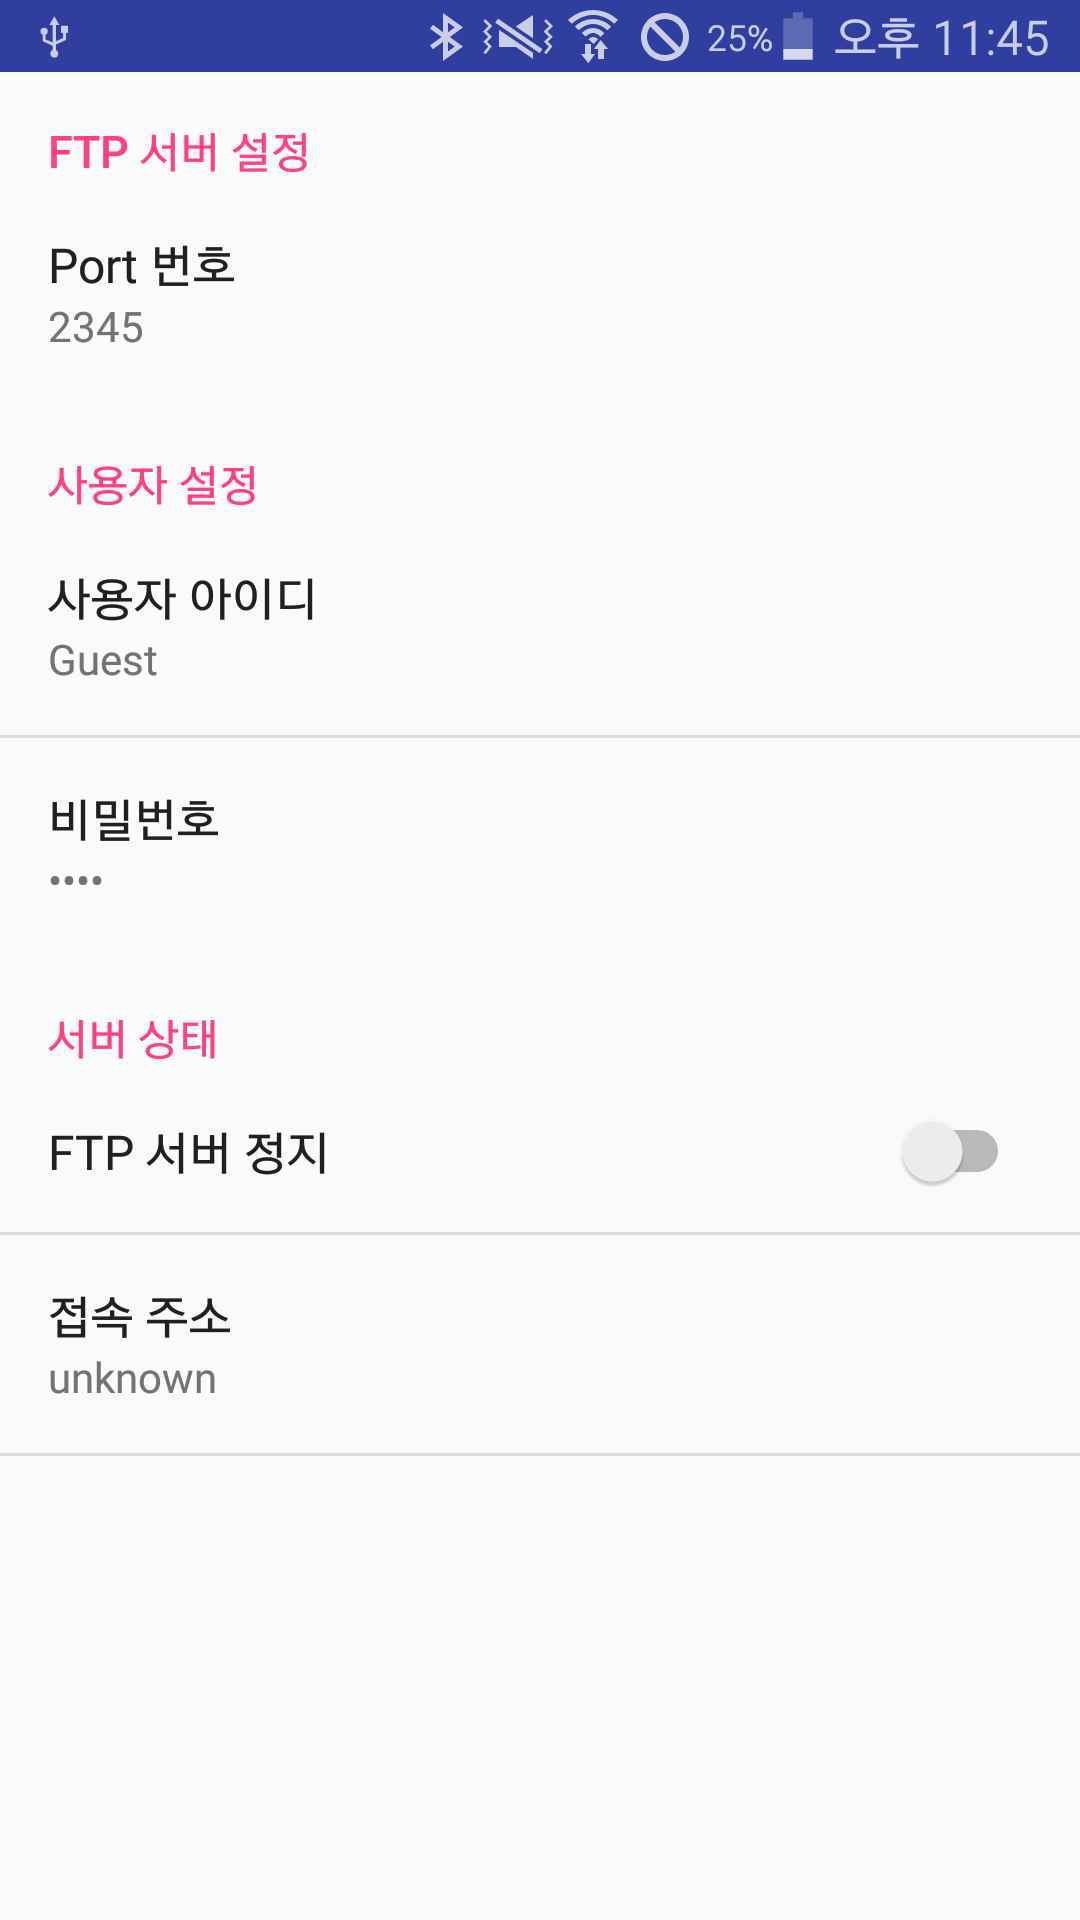 25% 오후 11:45
FTP 서버 설정
Port 번호
2345
사용자 설정
사용자 아이디
Guest
비밀번호
••••
서버 상태
FTP 서버 정지
접속 주소
unknown